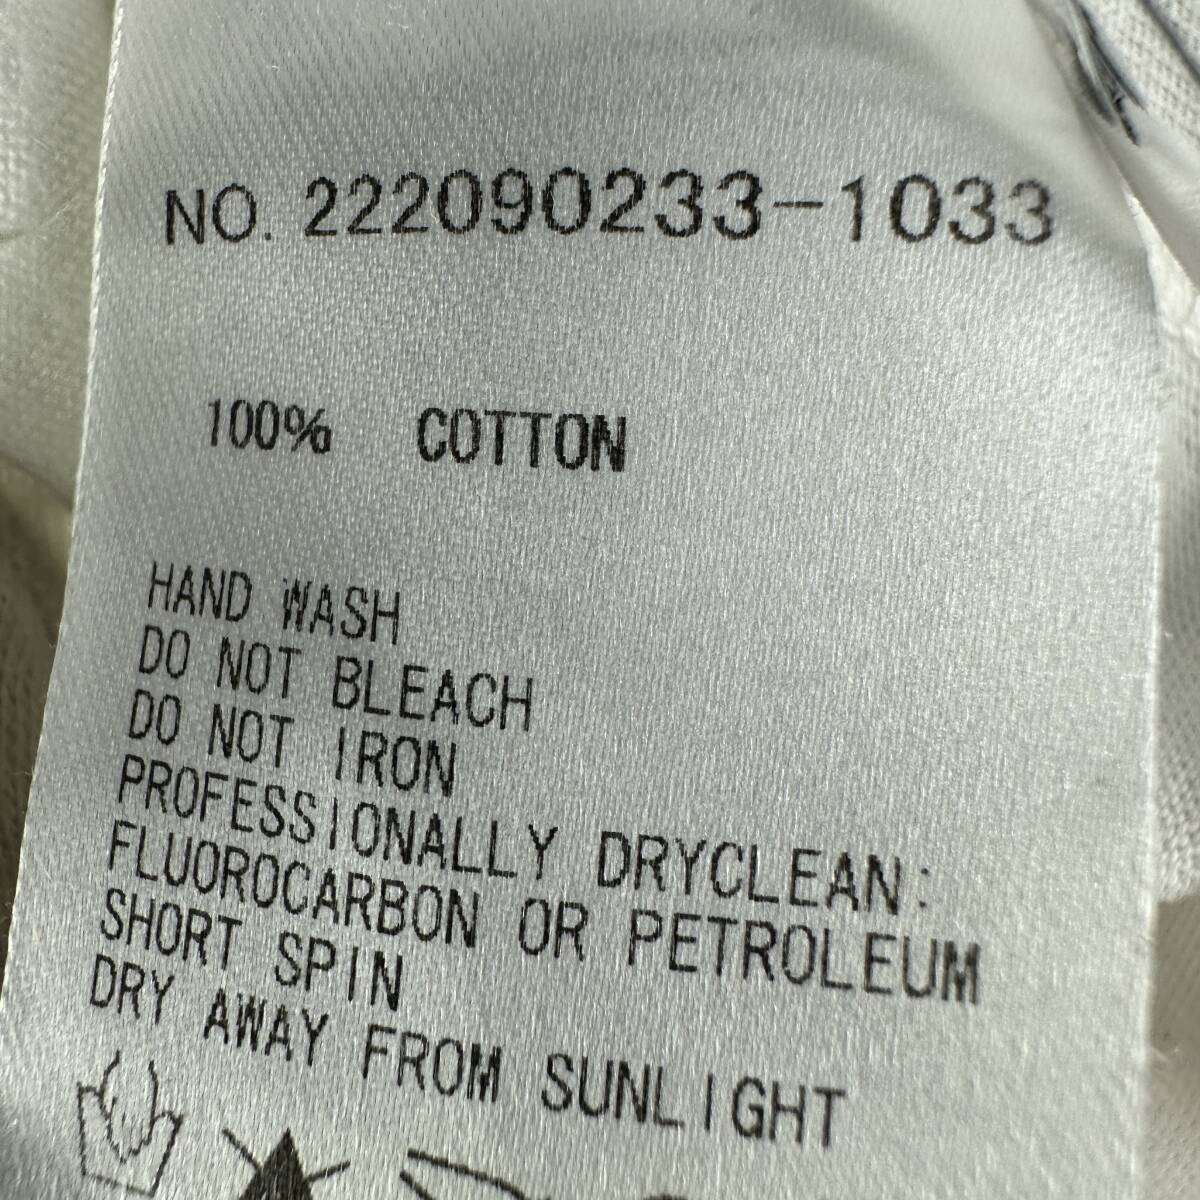 NO. 222090233-1033
100% COTTON
HAND WASH
DO NOT BLEACH
DO NOT IRON
PROFESSIONALLY DRYCLEAN:
FLUOROCARBON OR PETROLEUM
SHORT SPIN
DRY AWAY FROM SUNLIGHT